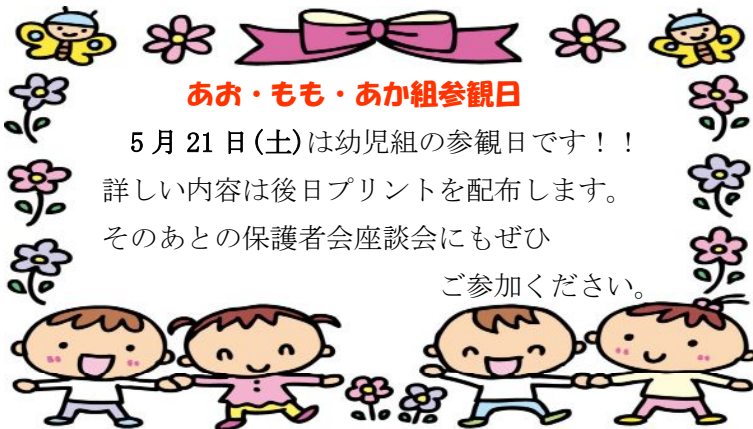 あお・もも・あか組参観日
5月21日(土)は幼児組の参観日です！！
詳しい内容は後日プリントを配布します。
そのあとの保護者会座談会にもぜひ
ご参加ください。